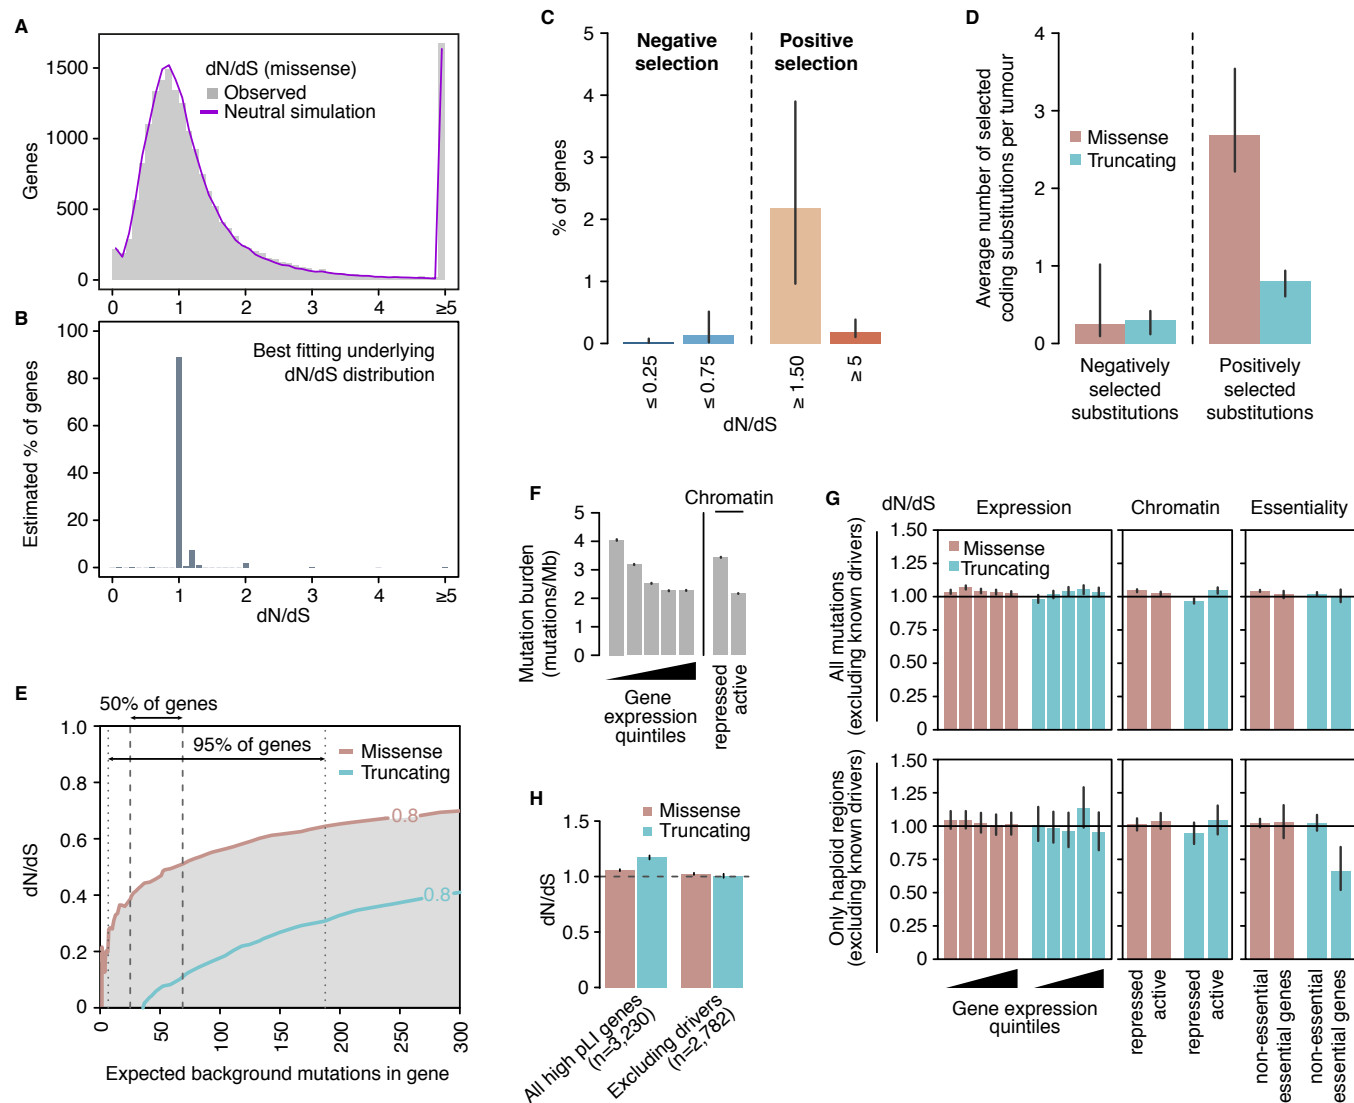 A
1500
1000
500
0
Genes
dN/dS (missense)
Observed
Neutral simulation
0
1
2
3
4
≥5
B
100
80
60
40
20
0
Estimated % of genes
Best fitting underlying
dN/dS distribution
0
1
2
3
4
≥5
dN/dS
C
5
4
3
2
1
0
% of genes
Negative
selection
Positive
selection
≤ 0.25
≤ 0.75
≥ 1.50
≥ 5
dN/dS
D
4
3
2
1
0
Average number of selected
coding substitutions per tumour
Missense
Truncating
Negatively
selected
substitutions
Positively
selected
substitutions
E
50% of genes
95% of genes
1.0
0.8
0.6
0.4
0.2
0
dN/dS
Missense
Truncating
0.8
0.8
0
50
100
150
200
250
300
Expected background mutations in gene
F
Chromatin
5
4
3
2
1
0
Mutation burden
(mutations/Mb)
Gene
expression
quintiles
repressed
active
G
dN/dS
Expression
Chromatin
Essentiality
1.50
1.25
1.00
0.75
0.50
0.25
0
All mutations
(excluding known drivers)
Missense
Truncating
1.50
1.25
1.00
0.75
0.50
0.25
0
Only haploid regions
(excluding known drivers)
Gene expression
quintiles
repressed
active
repressed
active
non-essential
essential genes
non-essential
essential genes
H
Missense
Truncating
1.5
1.0
0.5
0
dN/dS
All high pLI genes
(n=3,230)
Excluding drivers
(n=2,782)